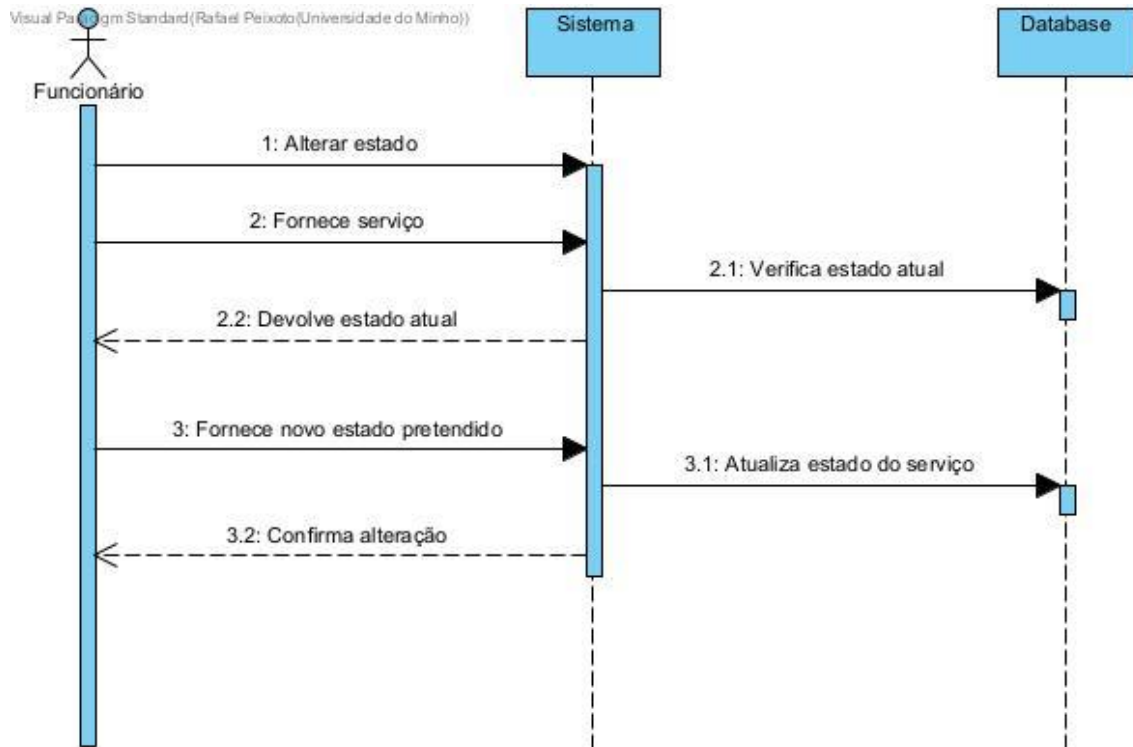 Visual Paradigm Standard(Rafael Peixoto(Universidade do Minho))
Sistema
Database
Funcionário
1: Alterar estado
2: Fornece serviço
2.1: Verifica estado atual
2.2: Devolve estado atual
3: Fornece novo estado pretendido
3.1: Atualiza estado do serviço
3.2: Confirma alteração